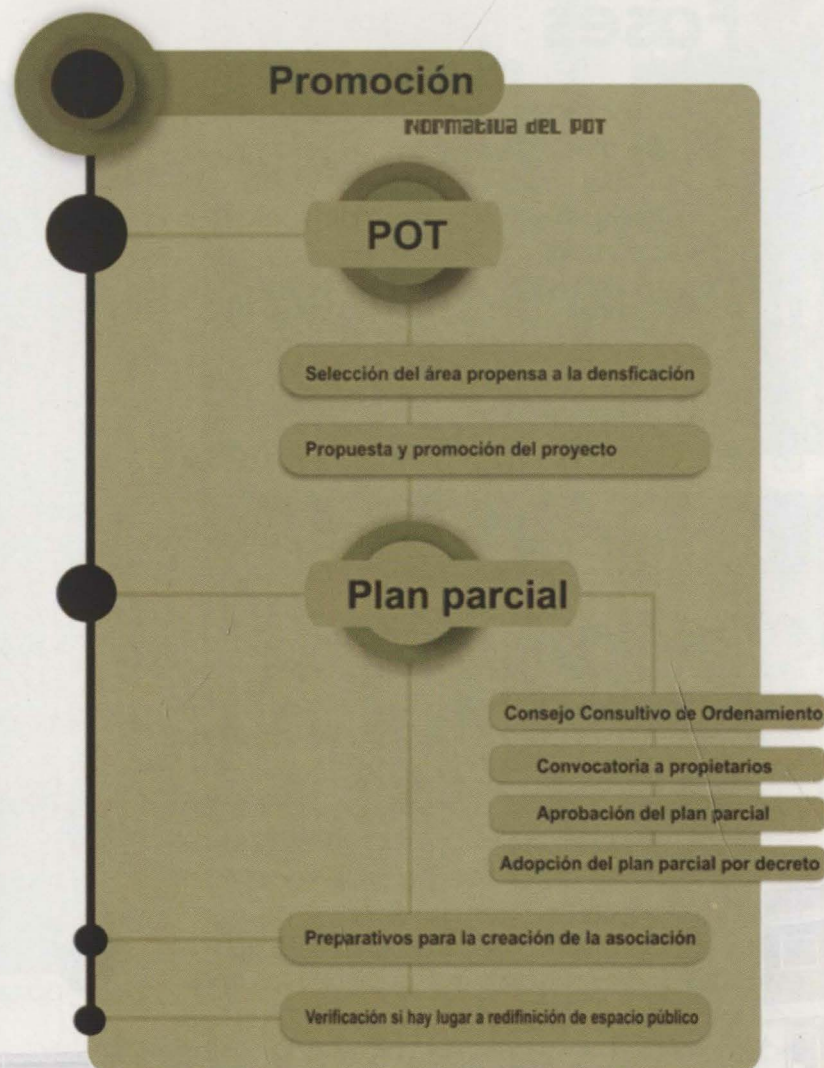 Promoción
Normativa del POT
POT
Selección del área propensa a la densficación
Propuesta y promoción del proyecto
Plan parcial
Consejo Consultivo de Ordenamiento
Convocatoria a propietarios
Aprobación del plan parcial
Adopción del plan parcial por decreto
Preparativos para la creación de la asociación
Verificación si hay lugar a redifinición de espacio público